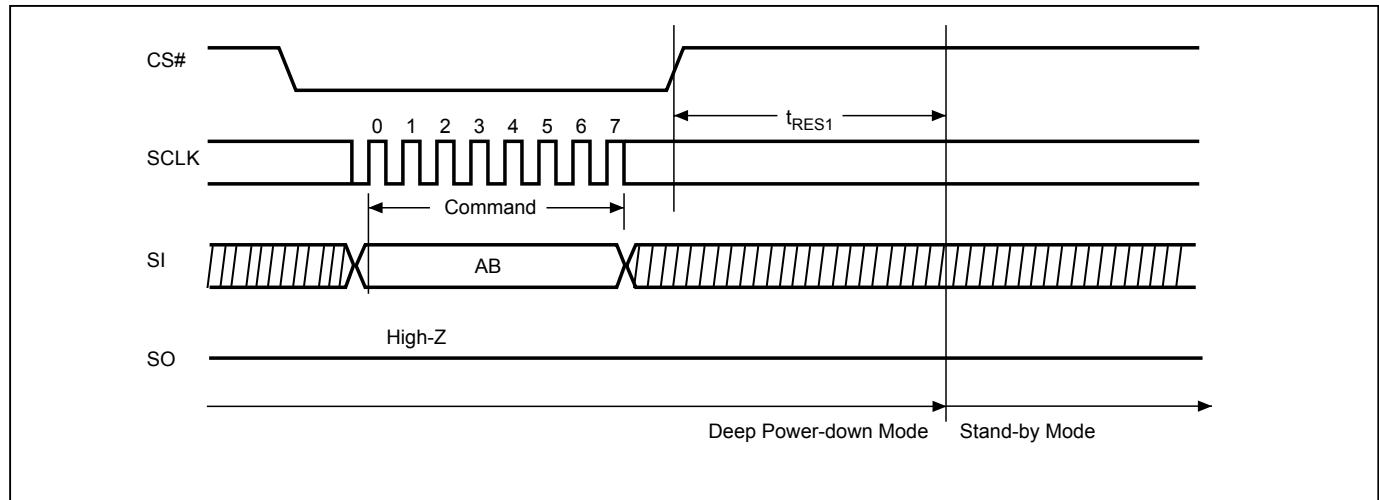 CS#
tRES1
0 1 2 3 4 5 6 7
SCLK
Command
SI
AB
High-Z
SO
Deep Power-down Mode Stand-by Mode